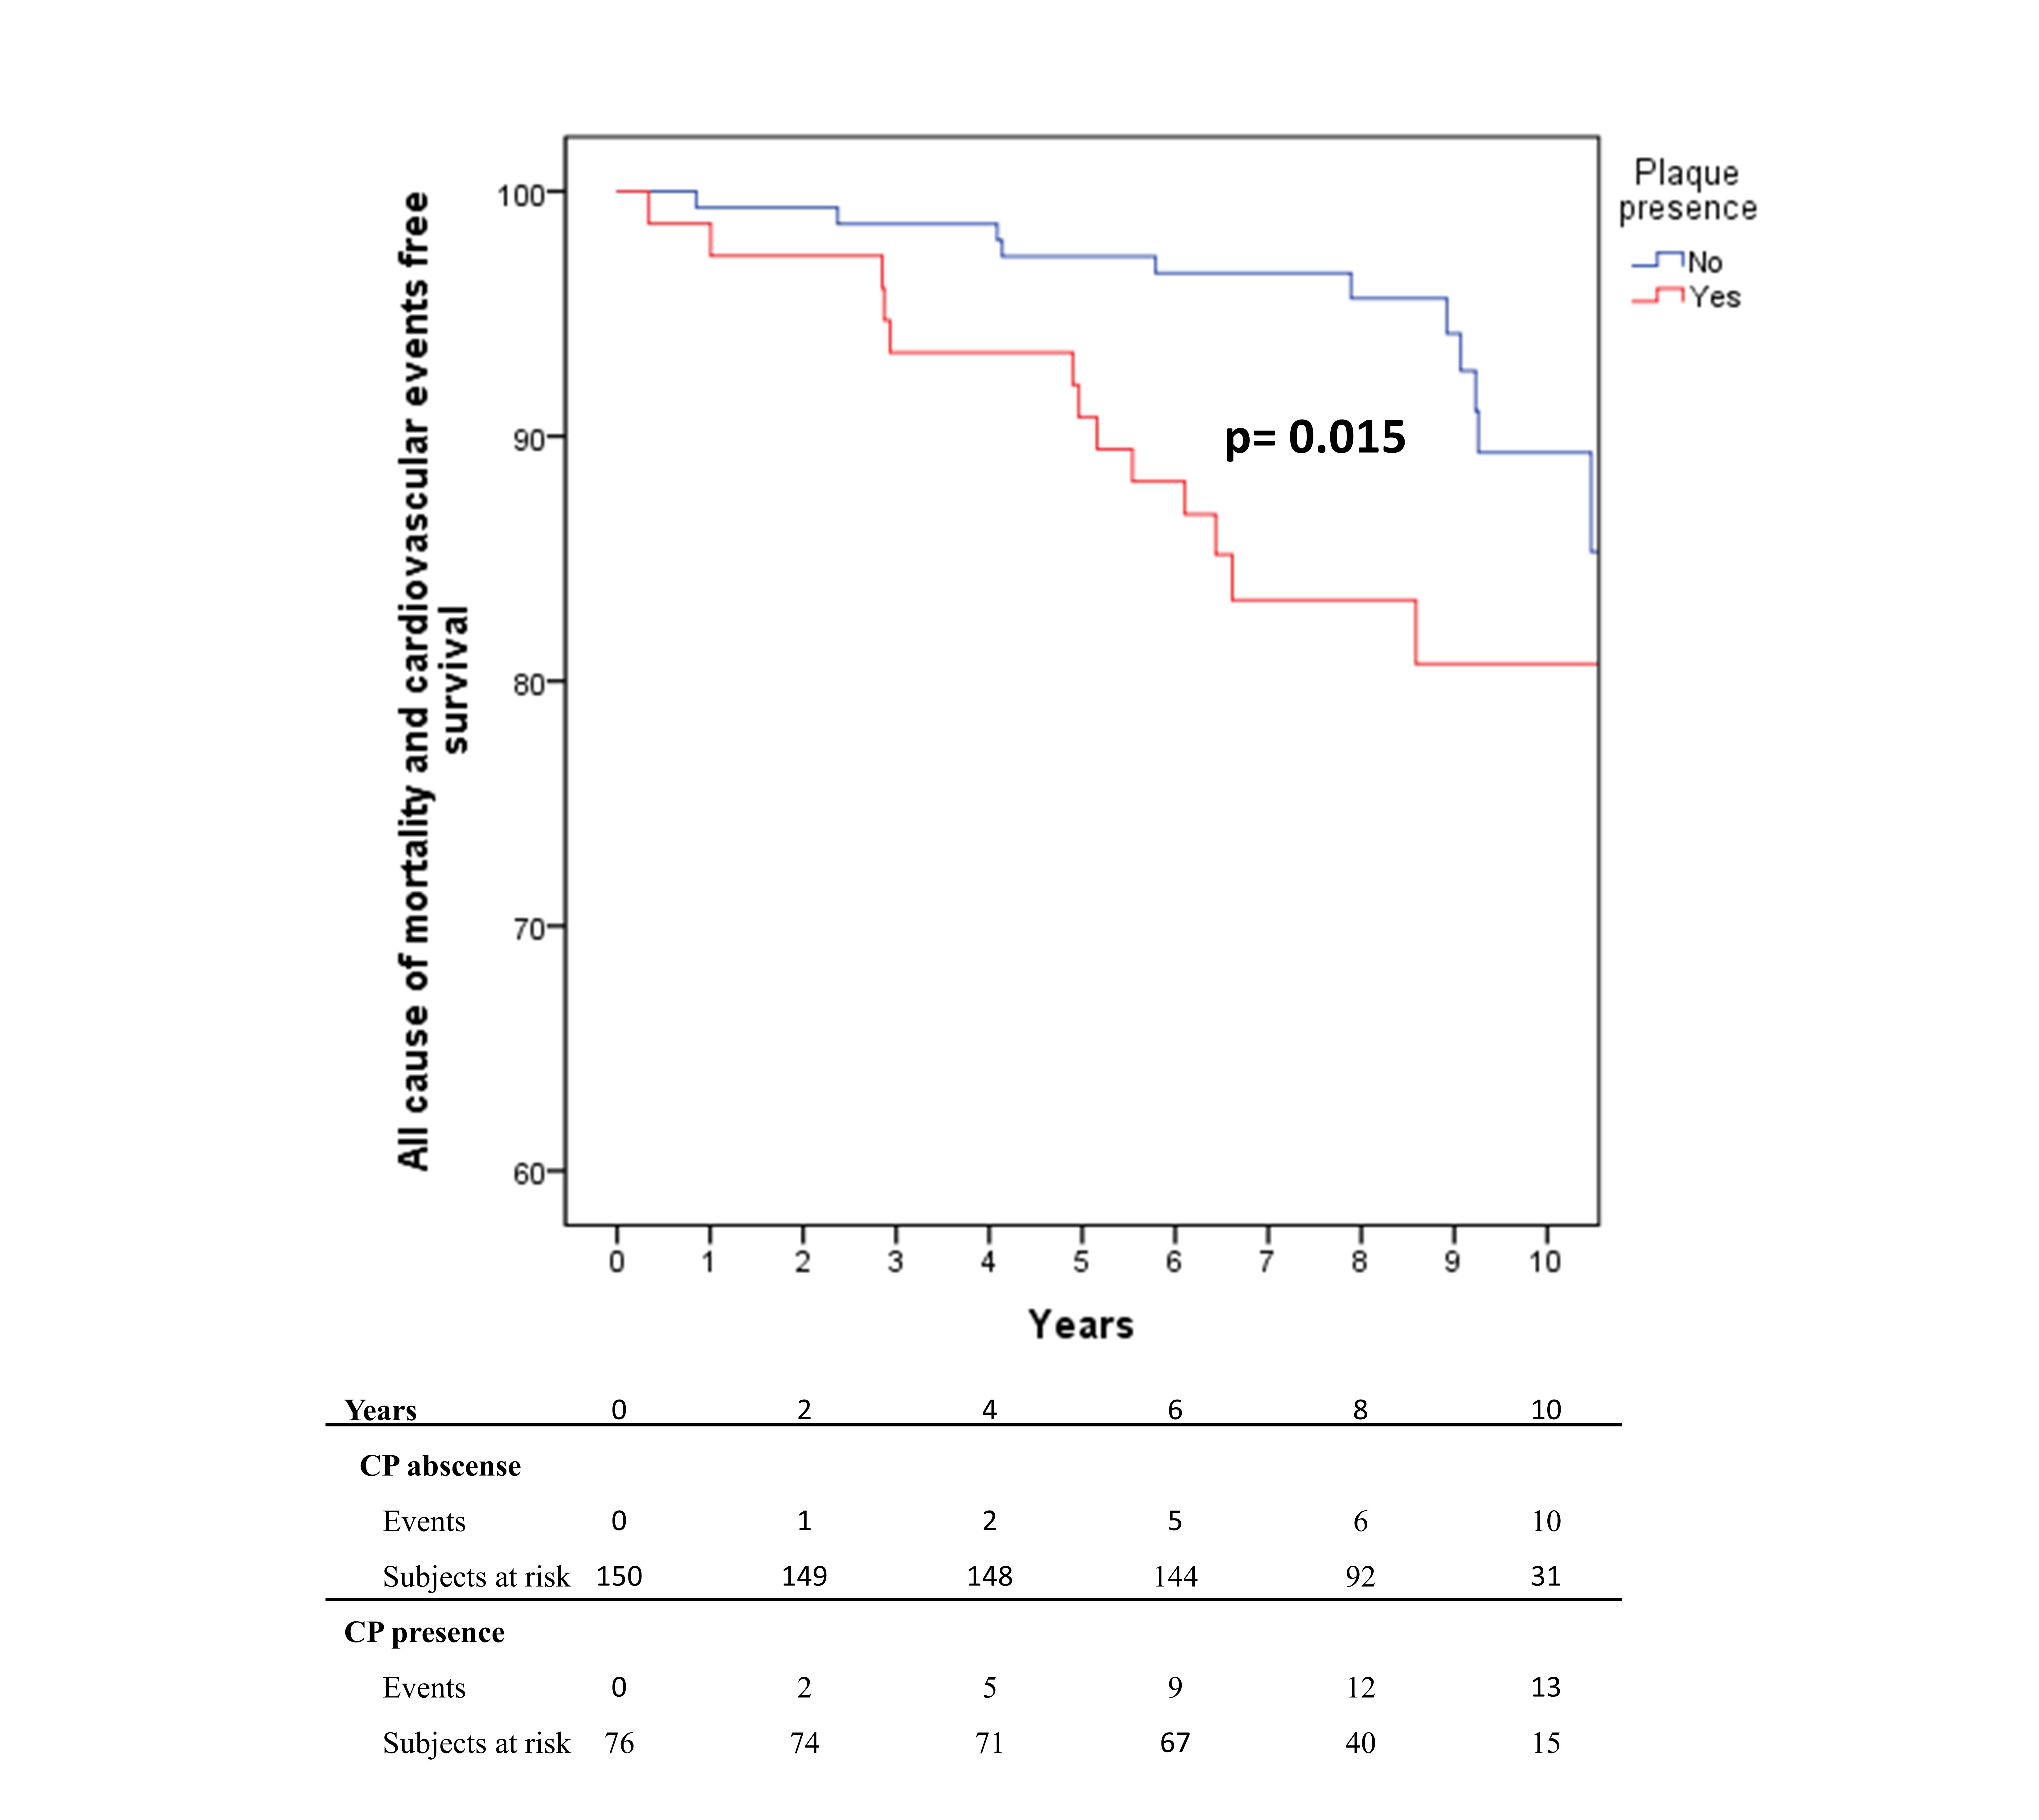 All cause of mortality and cardiovascular events free
survival
100
90
80
70
60
p= 0.015
Plaque
presence
No
Yes
0 1 2 3 4 5 6 7 8 9 10
Years
Years 0 2 4 6 8 10
CP abscense
Events 0 1 2 5 6 10
Subjects at risk 150 149 148 144 92 31
CP presence
Events 0 2 5 9 12 13
Subjects at risk 76 74 71 67 40 15